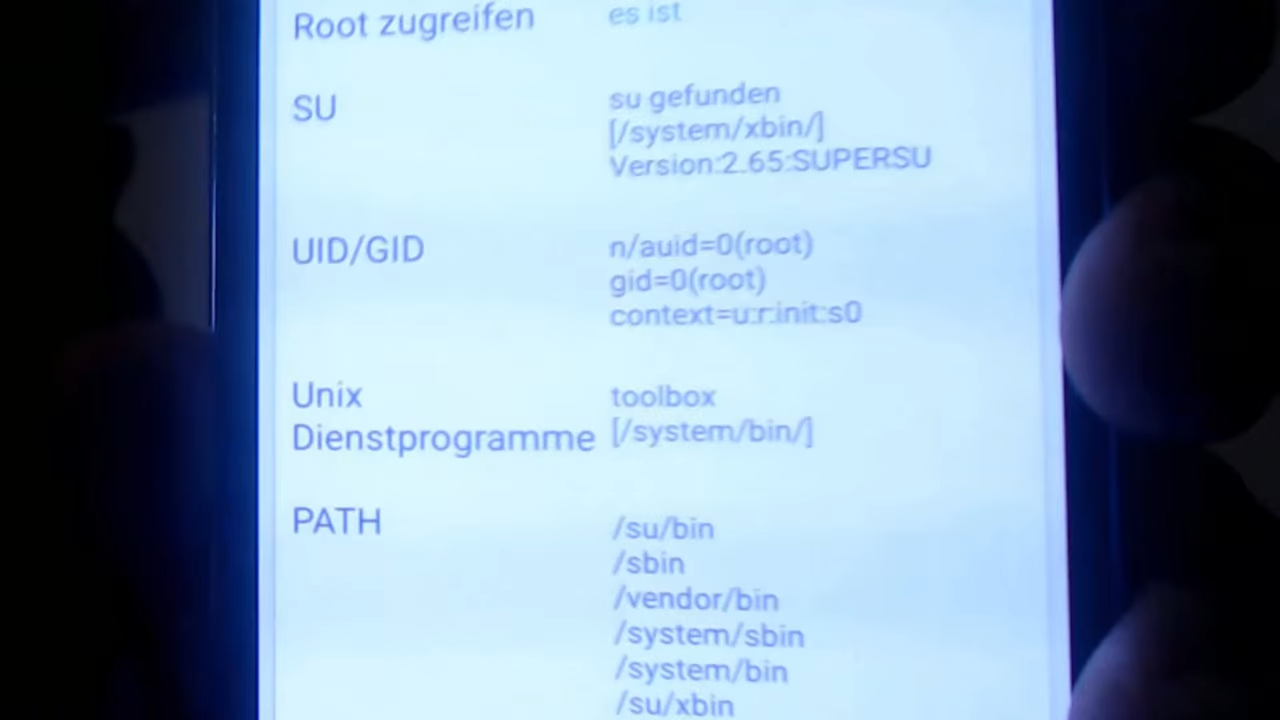 Root zugreifen es ist
SU
su gefunden
[/system/xbin/]
Version:2.65:SUPERSU
UID/GID
n/auid=0(root)
gid=0(root)
context=u:r:init:s0
Unix
Dienstprogramme
toolbox
[/system/bin/]
PATH
/su/bin
/sbin
/vendor/bin
/system/sbin
/system/bin
/su/xbin